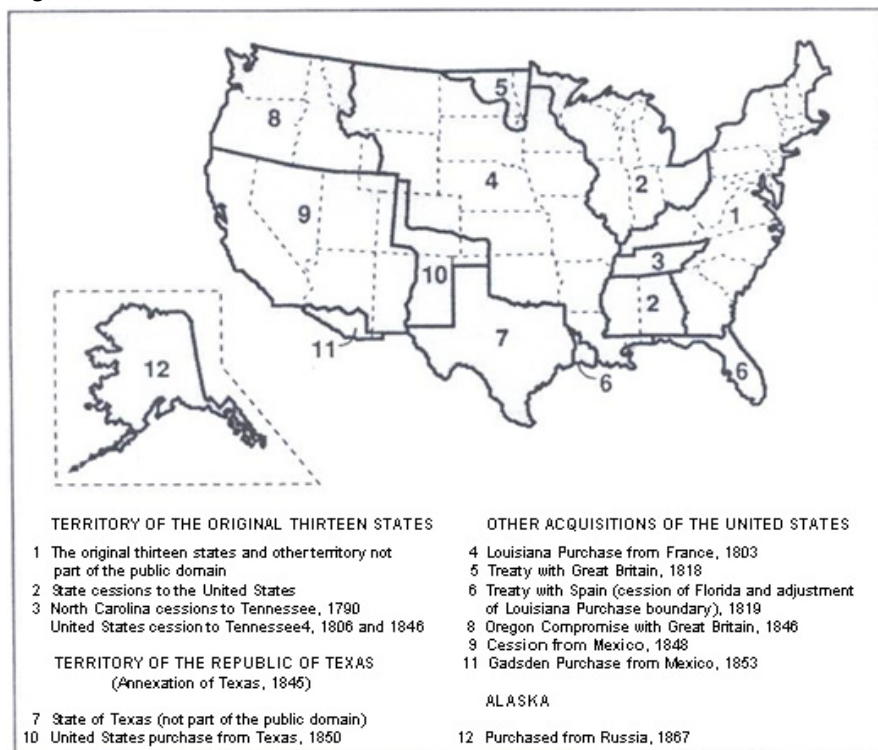 5
8
4
2
9
1
3
10
2
7
11
6
6
12
TERRITORY OF THE ORIGINAL THIRTEEN STATES
1 The original thirteen states and other territory not
part of the public domain
2 State cessions to the United States
3 North Carolina cessions to Tennessee, 1790
United States cession to Tennessee4, 1806 and 1846
TERRITORY OF THE REPUBLIC OF TEXAS
(Annexation of Texas, 1845)
7 State of Texas (not part of the public domain)
10 United States purchase from Texas, 1850
OTHER ACQUISITIONS OF THE UNITED STATES
4 Louisiana Purchase from France, 1803
5 Treaty with Great Britain, 1818
6 Treaty with Spain (cession of Florida and adjustment
of Louisiana Purchase boundary), 1819
8 Oregon Compromise with Great Britain, 1846
9 Cession from Mexico, 1848
11 Gadsden Purchase from Mexico, 1853
ALASKA
12 Purchased from Russia, 1867